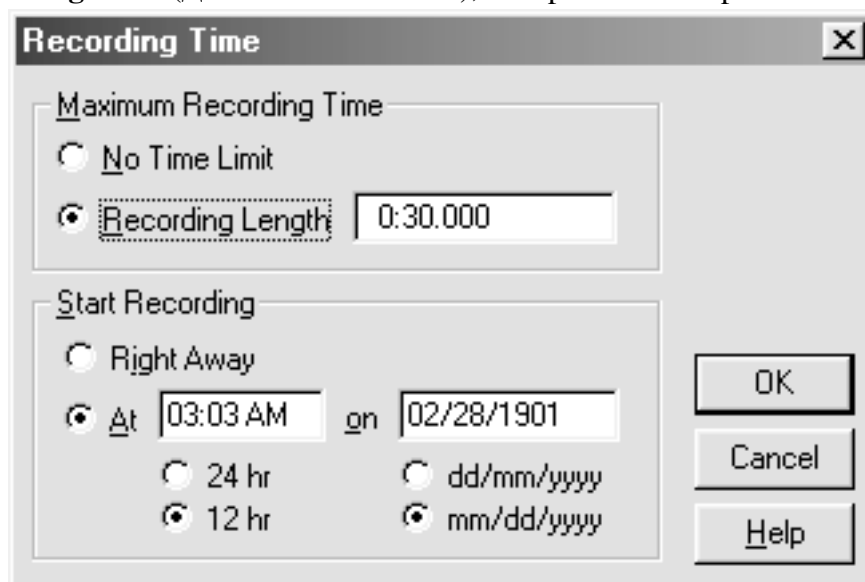 Recording Time
Maximum Recording Time
No Time Limit
Recording Length 0:30.000
Start Recording
Right Away
At 03:03 AM on 02/28/1901
24 hr dd/mm/yyyy
12 hr mm/dd/yyyy
OK
Cancel
Help